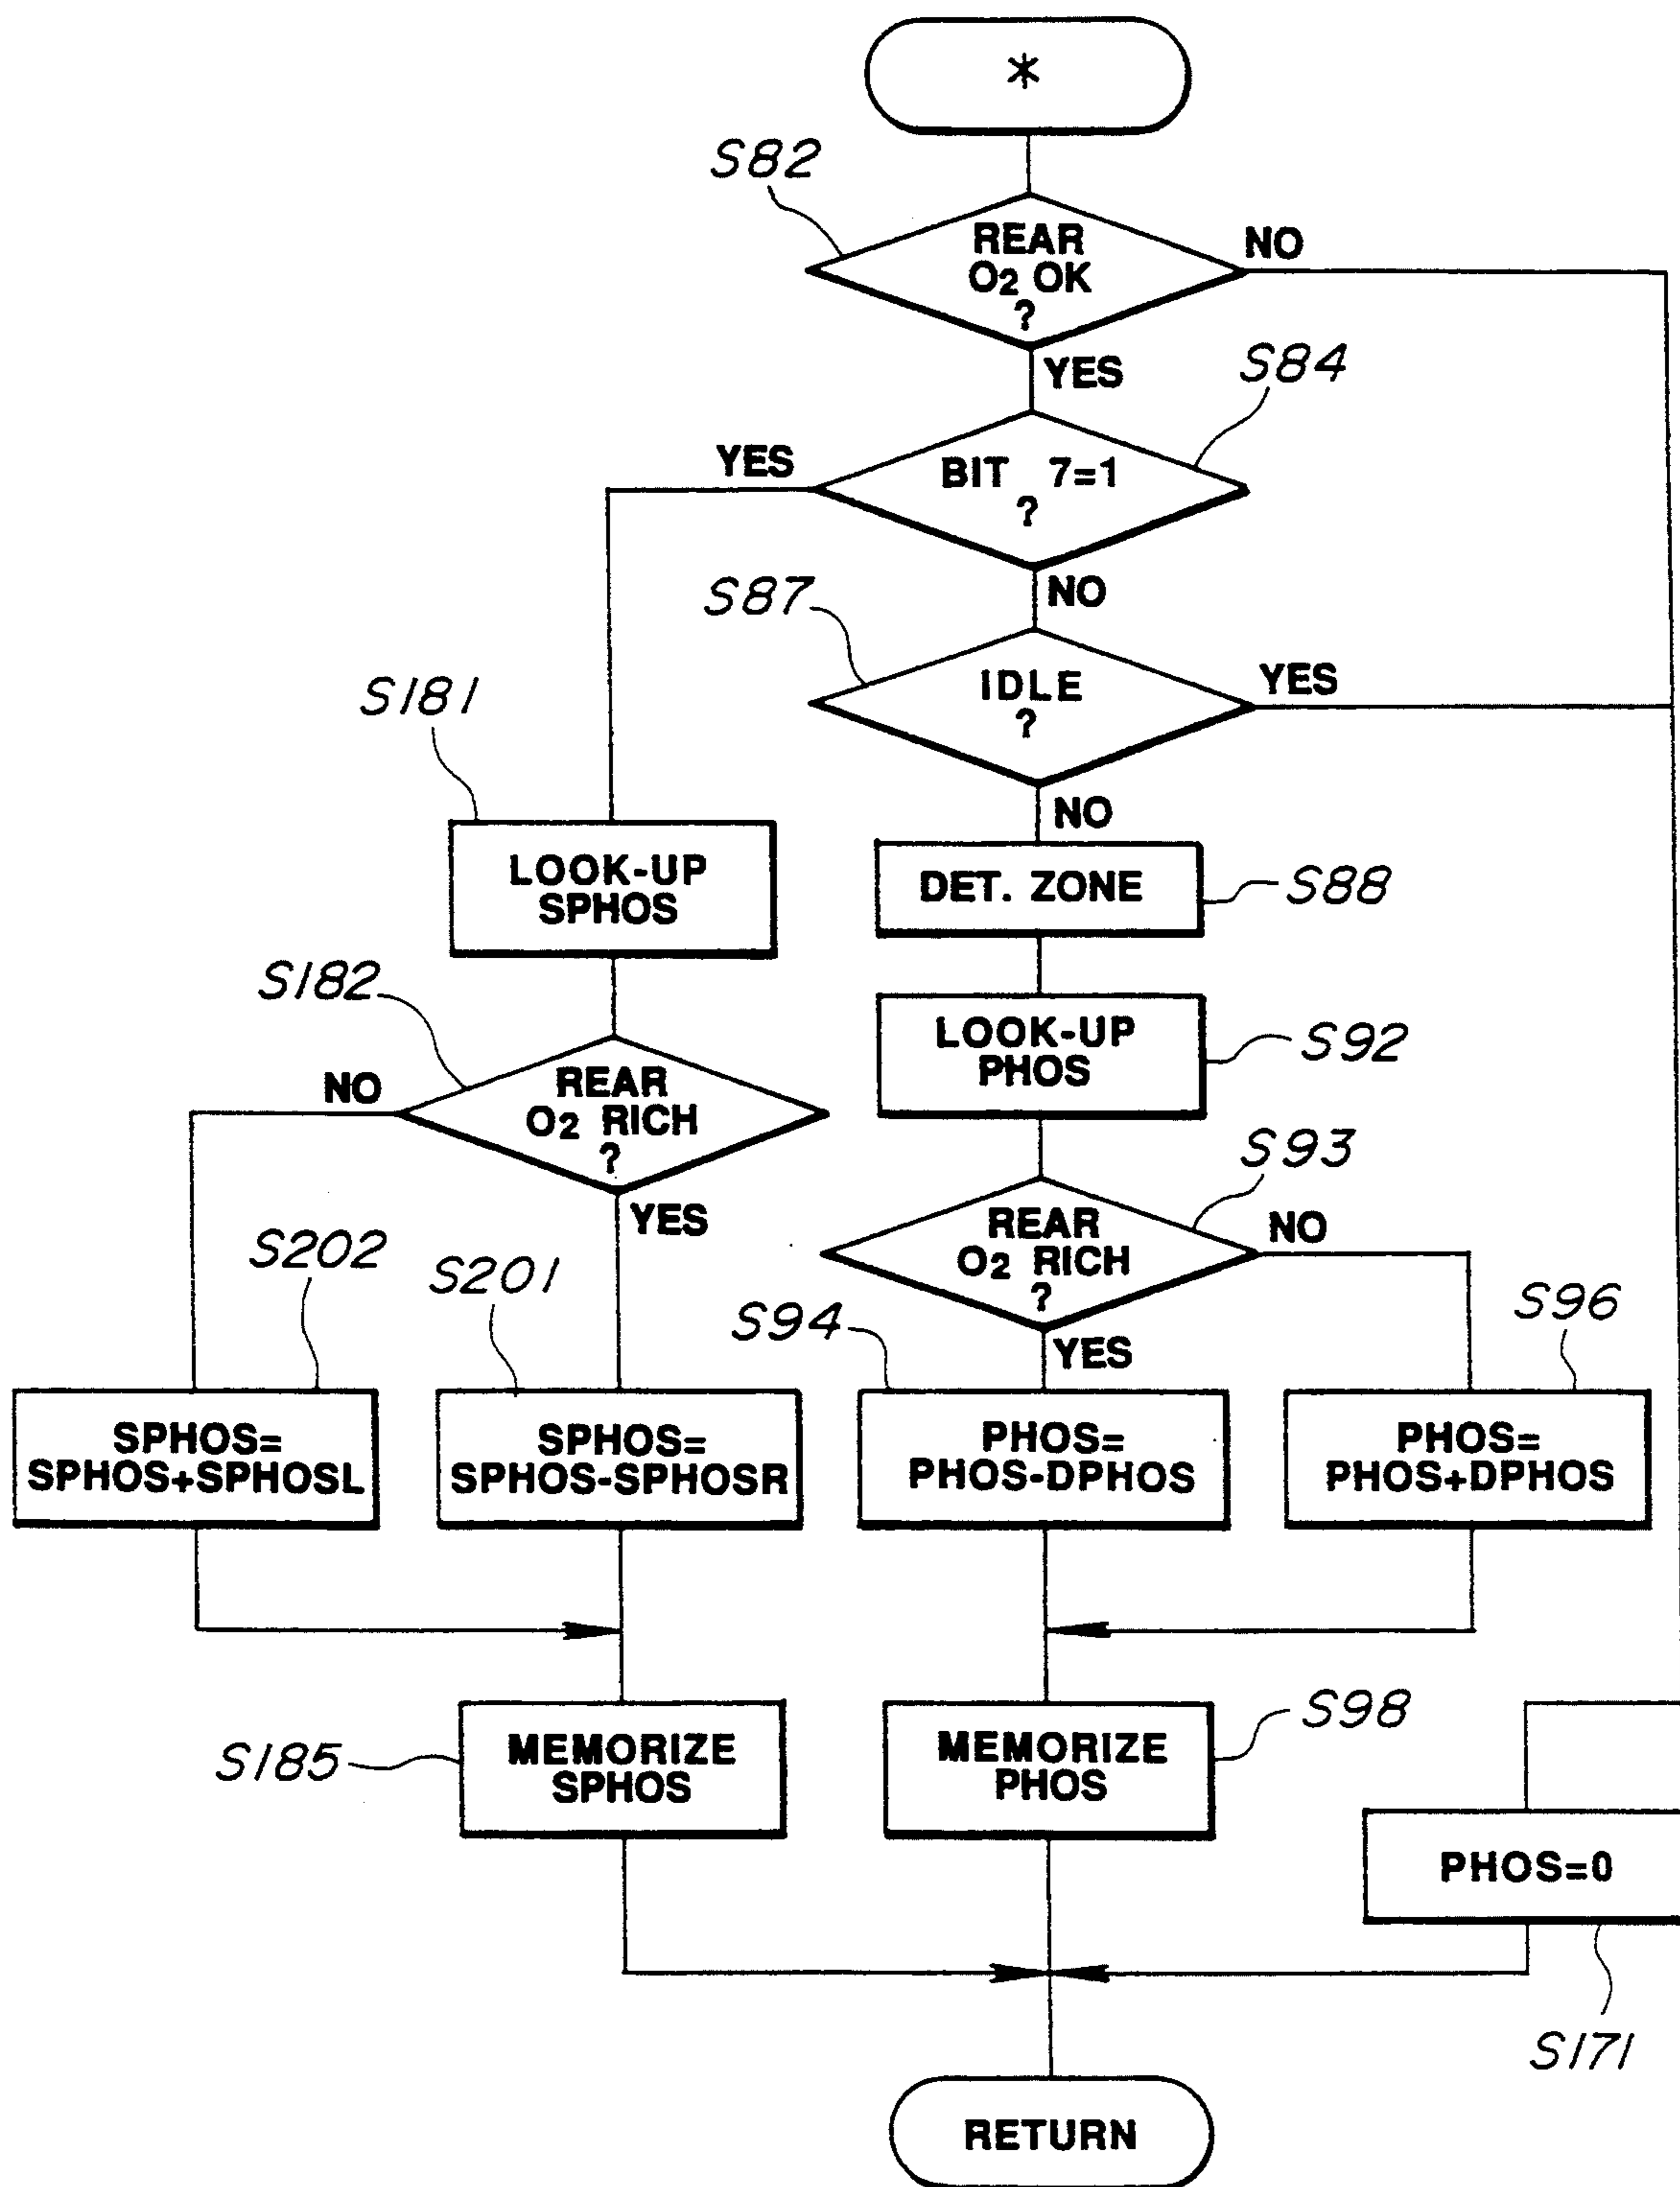 *
S82
REAR
O2 OK
?
NO
YES
S84
YES
BIT 7=1
?
NO
S87
IDLE
?
YES
S181
NO
LOOK-UP
SPHOS
DET. ZONE
S88
S182
LOOK-UP
PHOS
S92
NO
REAR
O2 RICH
?
YES
S93
REAR
O2 RICH
?
NO
S202
S201
S94
YES
S96
SPHOS=
SPHOS+SPHOSL
SPHOS=
SPHOS-SPHOSR
PHOS=
PHOS-DPHOS
PHOS=
PHOS+DPHOS
S185
MEMORIZE
SPHOS
MEMORIZE
PHOS
S98
PHOS=0
S171
RETURN